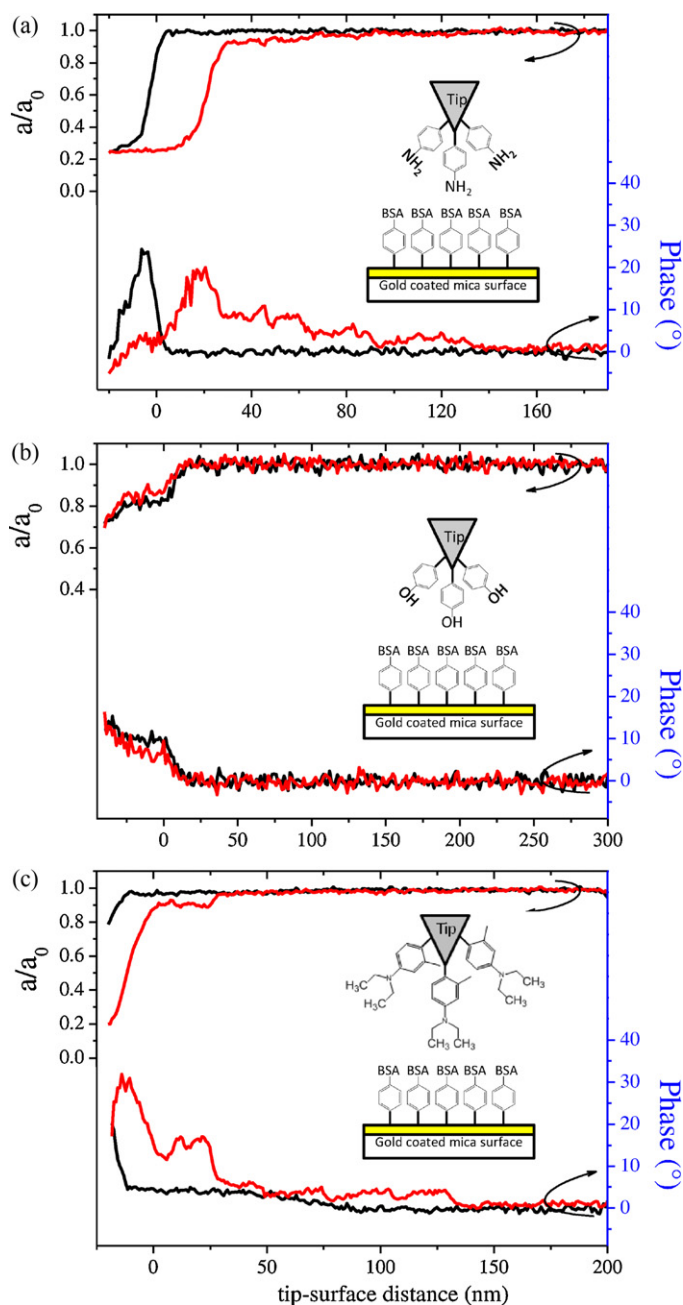 (a)
1.0
0.8
0.6
0.4
0.2
0.0
a/a0
Tip
NH2
NH2
NH2
BSA BSA BSA BSA BSA
Gold coated mica surface
40
30
20
10
0
Phase (°)
0 40 80 120 160
(b)
1.0
0.8
0.6
0.4
a/a0
Tip
OH
OH
OH
BSA BSA BSA BSA BSA
Gold coated mica surface
40
30
20
10
0
Phase (°)
0 50 100 150 200 250 300
(c)
1.0
0.8
0.6
0.4
0.2
0.0
a/a0
Tip
N
H3C
H3C
N
CH3
CH3
N
CH3 CH3
BSA BSA BSA BSA BSA
Gold coated mica surface
40
30
20
10
0
Phase (°)
0 50 100 150 200
tip-surface distance (nm)